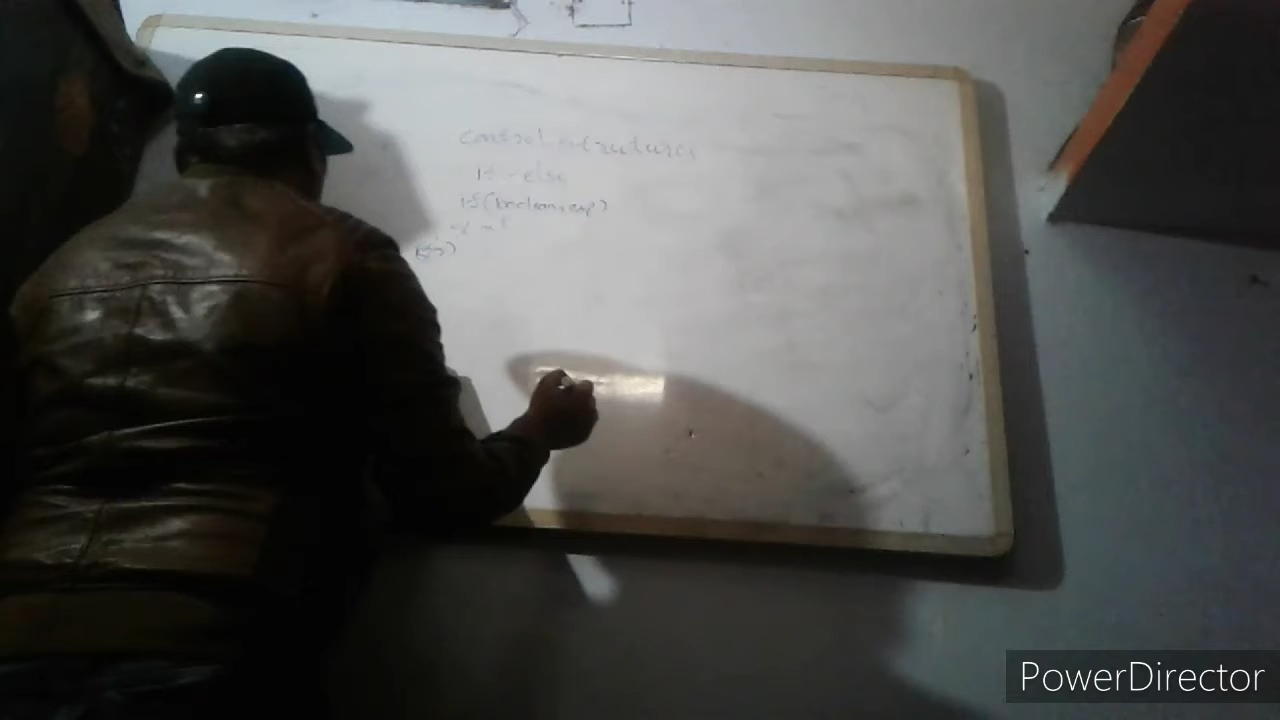 control structures
if - else
if(boolean exp)
PowerDirector